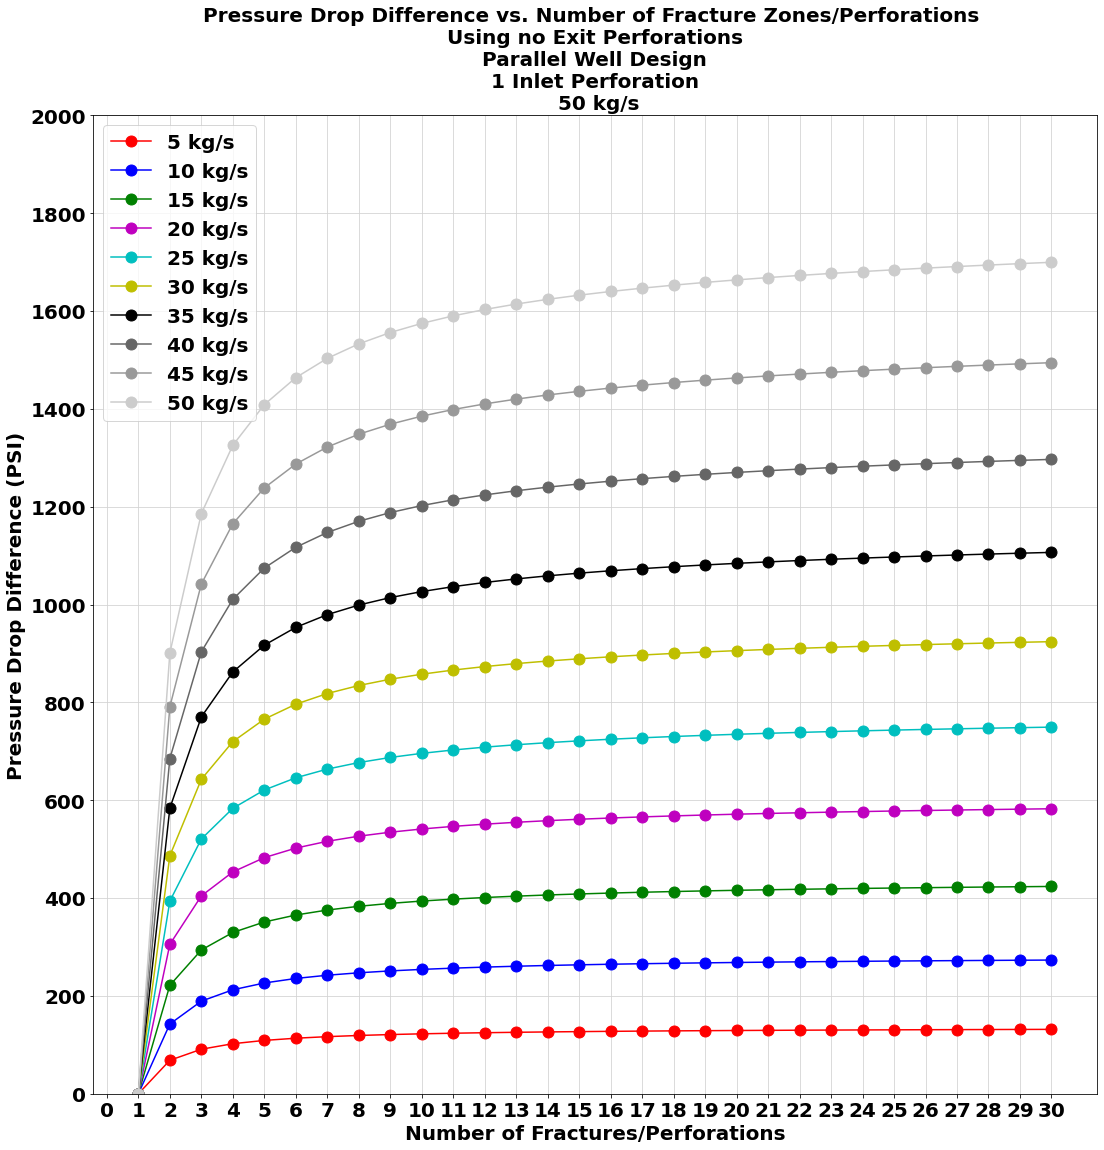 Pressure Drop Difference vs. Number of Fracture Zones/Perforations
Using no Exit Perforations
Parallel Well Design
1 Inlet Perforation
50 kg/s
2000
1800
1600
1400
1200
1000
800
600
400
200
0
5 kg/s
10 kg/s
15 kg/s
20 kg/s
25 kg/s
30 kg/s
35 kg/s
40 kg/s
45 kg/s
50 kg/s
Pressure Drop Difference (PSI)
0 1 2 3 4 5 6 7 8 9 10 11 12 13 14 15 16 17 18 19 20 21 22 23 24 25 26 27 28 29 30
Number of Fractures/Perforations